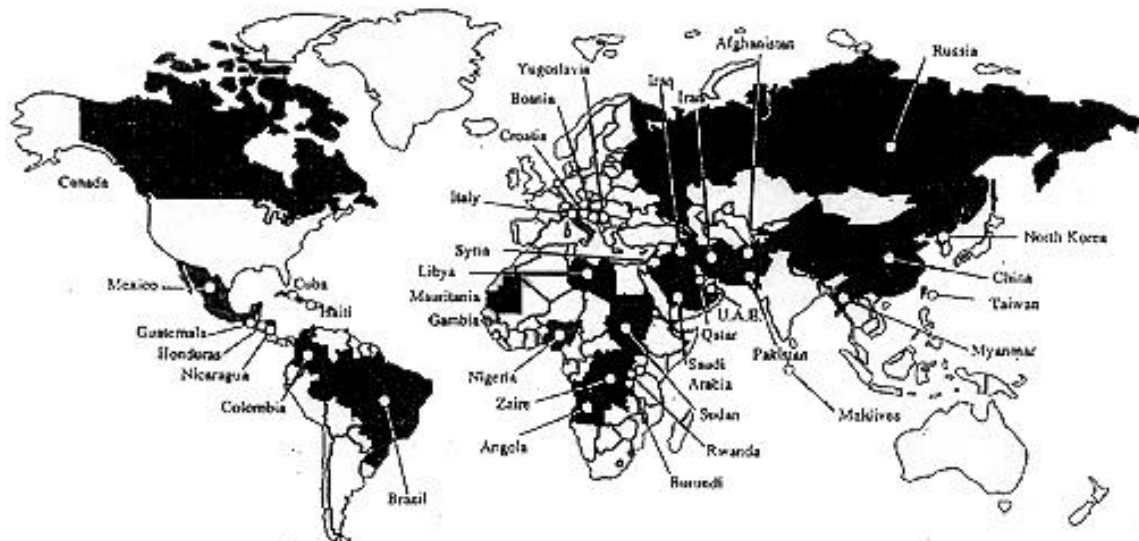 Afghanistan
Russia
Yugoslavia
Iraq
Iran
Bosnia
Croatia
Canada
Italy
North Korea
Syria
Libya
China
Mexico
Cuba
Mauritania
Taiwan
Haiti
Gambia
U.A.E.
Guatemala
Qatar
Honduras
Pakistan
Myanmar
Nicaragua
Nigeria
Saudi
Arabia
Colombia
Zaire
Sudan
Maldives
Angola
Rwanda
Burundi
Brazil